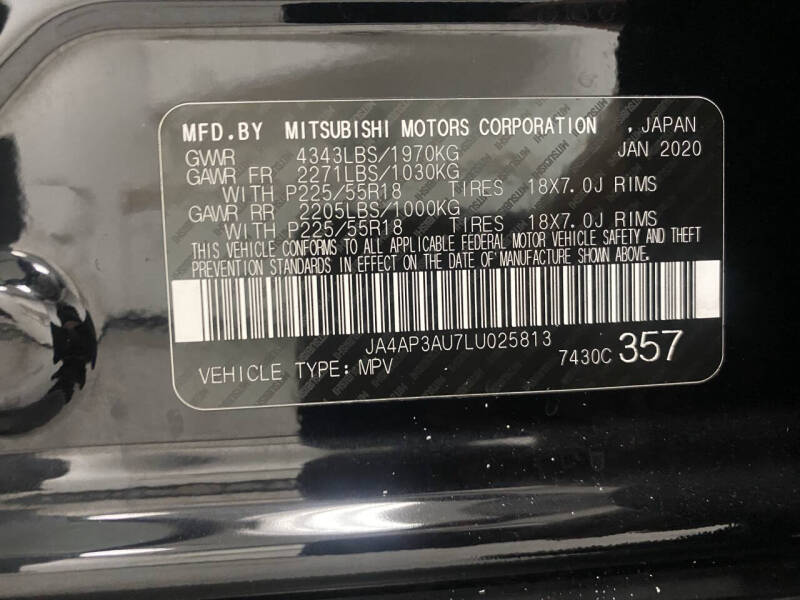 MFD.BY MITSUBISHI MOTORS CORPORATION , JAPAN
GVWR 4343LBS/1970KG JAN 2020
GAWR FR 2271LBS/1030KG
WITH P225/55R18 TIRES 18X7.0J RIMS
GAWR RR 2205LBS/1000KG
WITH P225/55R18 TIRES 18X7.0J RIMS
THIS VEHICLE CONFORMS TO ALL APPLICABLE FEDERAL MOTOR VEHICLE SAFETY AND THEFT
PREVENTION STANDARDS IN EFFECT ON THE DATE OF MANUFACTURE SHOWN ABOVE.
JA4AP3AU7LU025813
VEHICLE TYPE: MPV 7430C 357